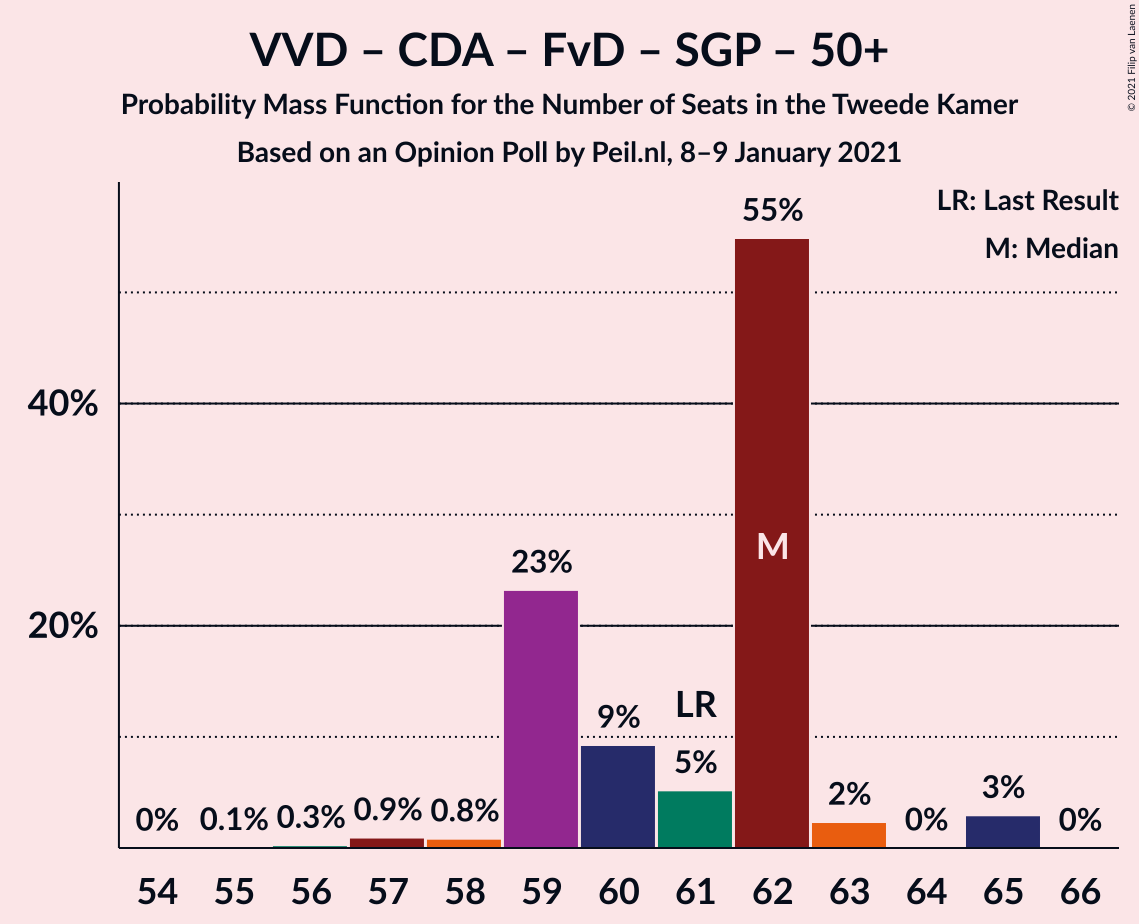 VVD – CDA – FvD – SGP – 50+
Probability Mass Function for the Number of Seats in the Tweede Kamer
Based on an Opinion Poll by Peil.nl, 8–9 January 2021
© 2021 Filip van Laenen
LR: Last Result
M: Median
55%
40%
M
23%
20%
LR
9%
5%
0% 0.1% 0.3% 0.9% 0.8% 2% 0% 3% 0%
54 55 56 57 58 59 60 61 62 63 64 65 66